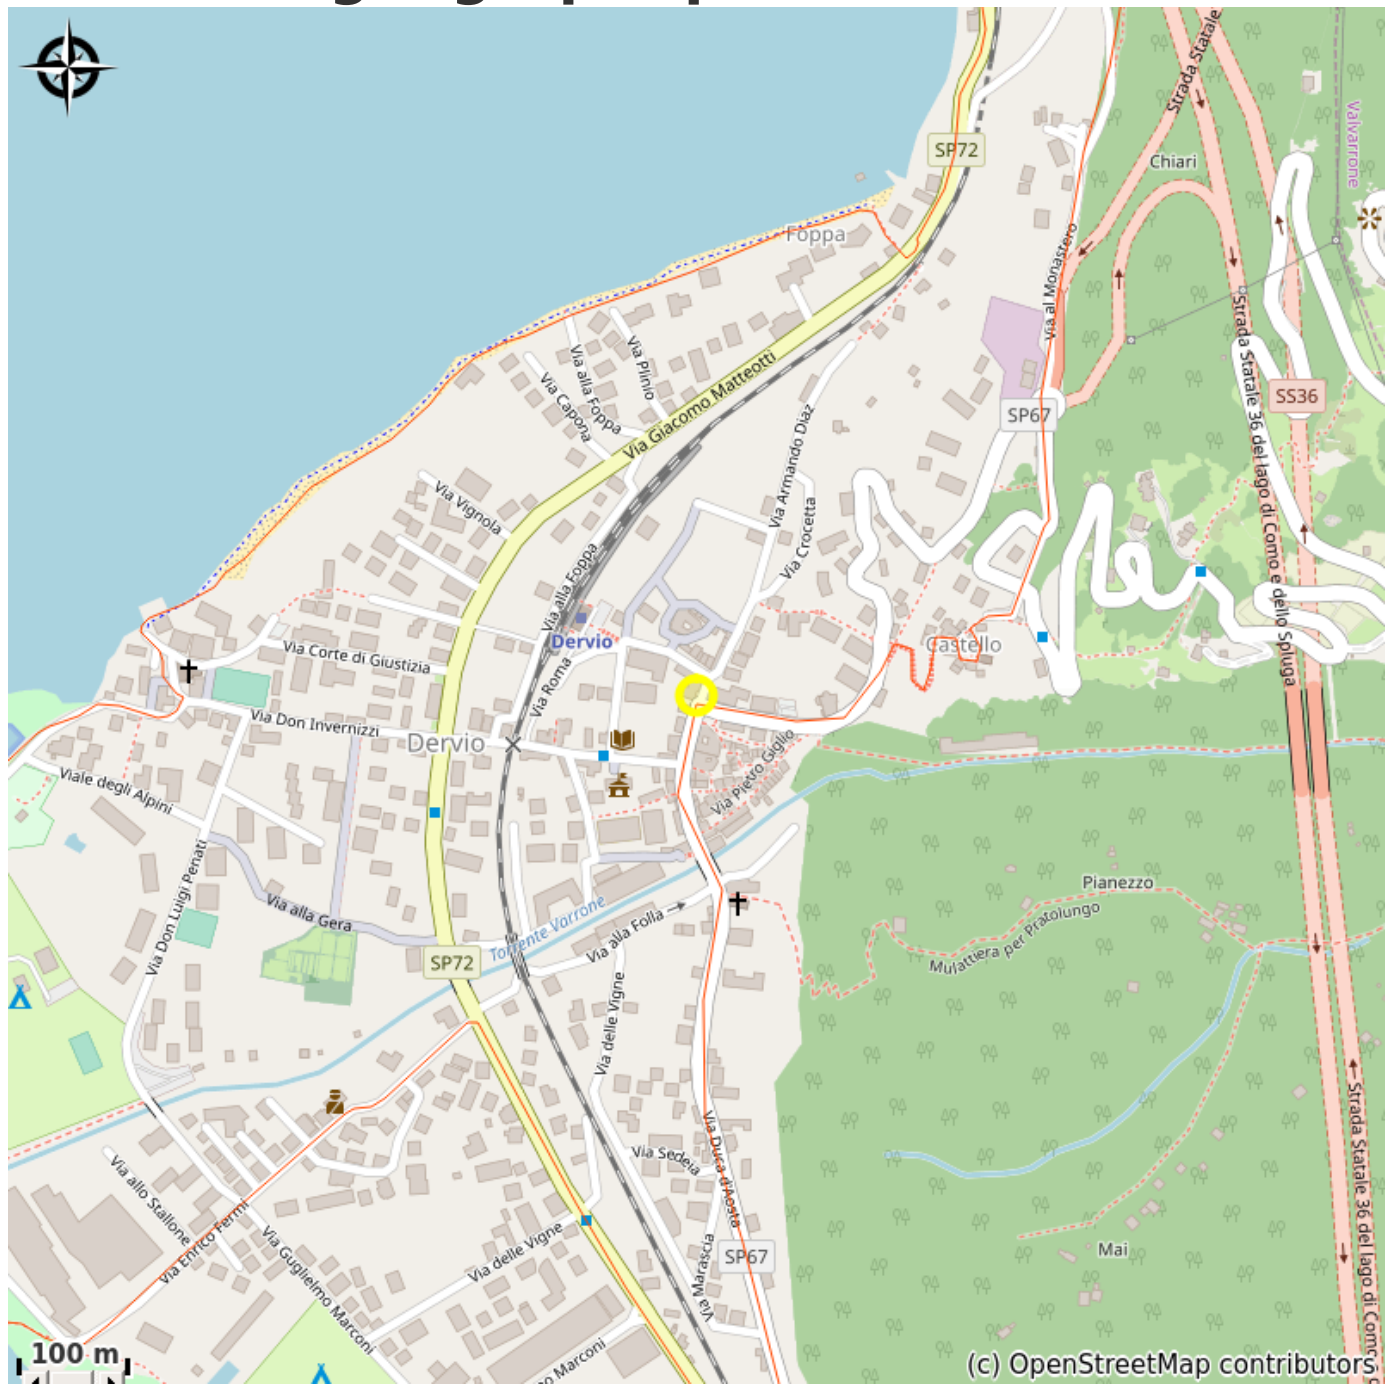 Strada Statale
Valvarrone
SP72
Chiari
Foppa
Via al Monastero
Via Plinio
Via alla Foppa
Via Capona
Via Giacomo Matteotti
Strada Statale 36 del lago di Como e dello Spluga
SS36
SP67
Via Armando Diaz
Via Vignola
Via Crocetta
Via alla Foppa
Dervio
Castello
Via Corte di Giustizia
Via Roma
Via Don Invernizzi
Dervio
Via Pietro Giglio
Viale degli Alpini
Via Don Luigi Penati
Pianezzo
Via alla Gera
Torrente Varrone
Via alla Folla
Mulattiera per Pratolungo
SP72
Via delle Vigne
Via Duca d'Aosta
Via Sedeia
Strada Statale 36 del lago di Como
Via allo Stallone
Via Enrico Fermi
Via Guglielmo Marconi
Via delle Vigne
Via Marascia
SP67
Mai
100 m
o Marconi
(c) OpenStreetMap contributors